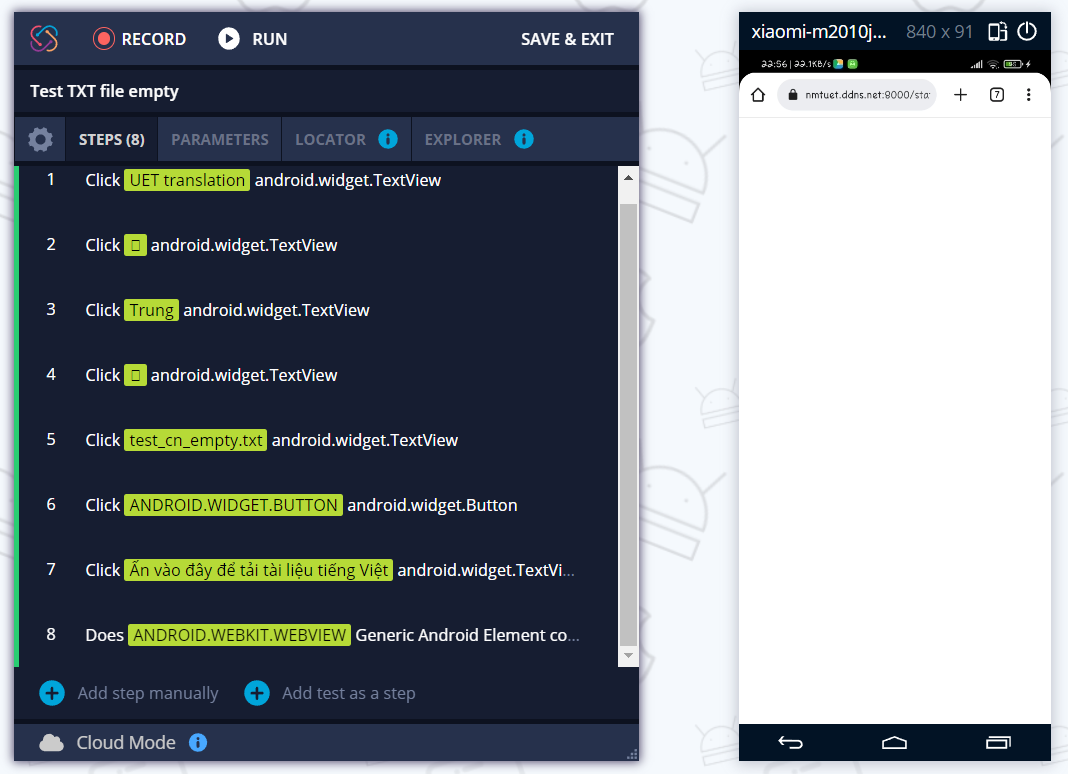 RECORD RUN SAVE & EXIT
Test TXT file empty
STEPS (8) PARAMETERS LOCATOR i EXPLORER i
1 Click UET translation android.widget.TextView
2 Click android.widget.TextView
3 Click Trung android.widget.TextView
4 Click android.widget.TextView
5 Click test_cn_empty.txt android.widget.TextView
6 Click ANDROID.WIDGET.BUTTON android.widget.Button
7 Click Ấn vào đây để tải tài liệu tiếng Việt android.widget.TextVi...
8 Does ANDROID.WEBKIT.WEBVIEW Generic Android Element co...
Add step manually Add test as a step
Cloud Mode i
xiaomi-m2010j... 840 x 91
22:56 | 22.1KB/s
nmtuet.ddns.net:9000/sta
7